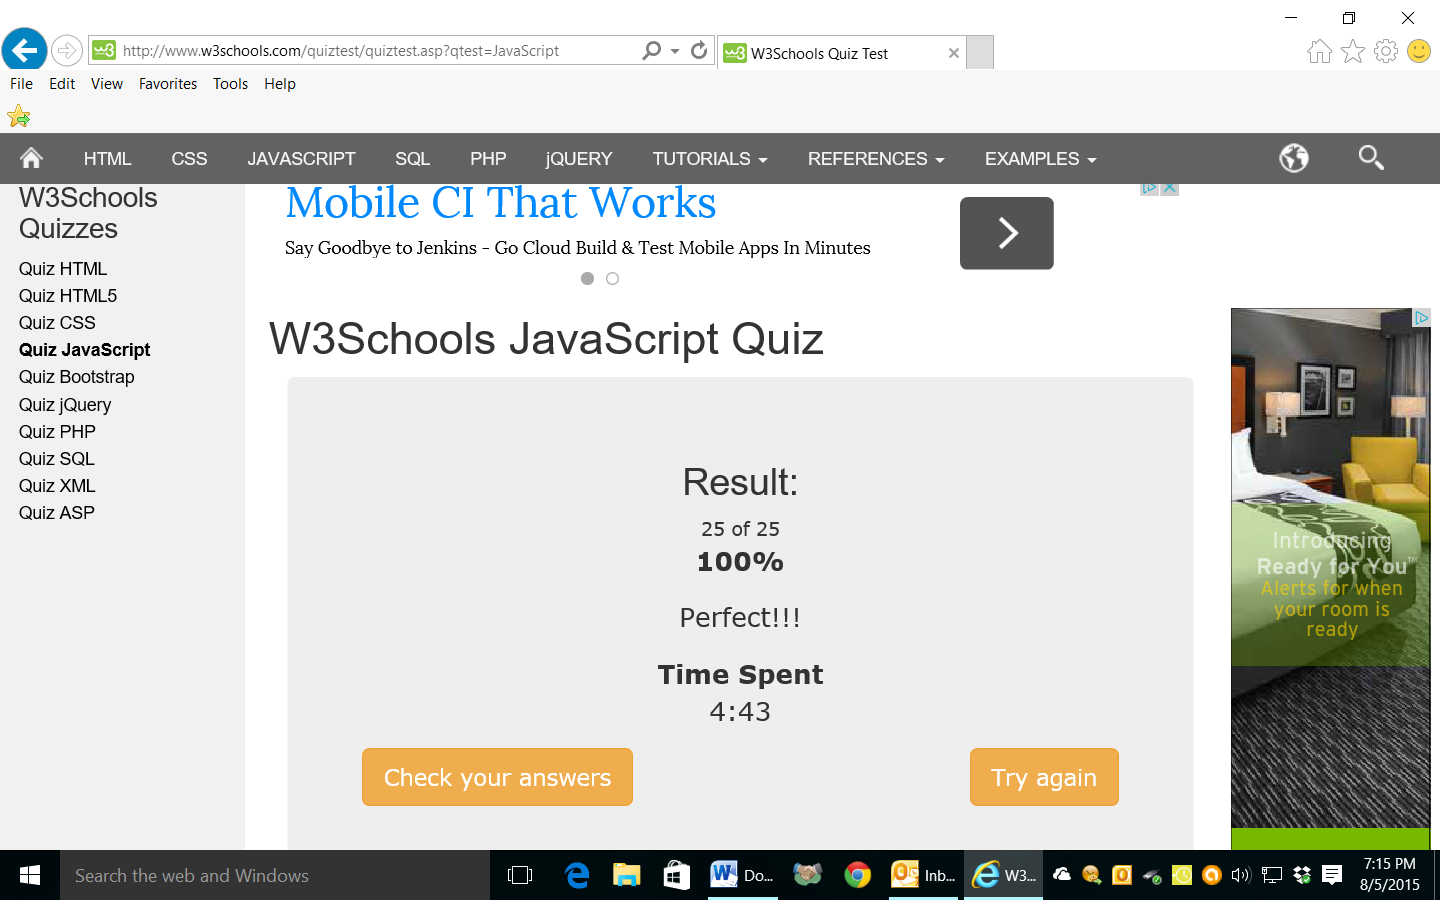 http://www.w3schools.com/quiztest/quiztest.asp?qtest=JavaScript
W3Schools Quiz Test
File Edit View Favorites Tools Help
HTML CSS JAVASCRIPT SQL PHP jQUERY TUTORIALS REFERENCES EXAMPLES
W3Schools
Quizzes
Quiz HTML
Quiz HTML5
Quiz CSS
Quiz JavaScript
Quiz Bootstrap
Quiz jQuery
Quiz PHP
Quiz SQL
Quiz XML
Quiz ASP
Mobile CI That Works
Say Goodbye to Jenkins - Go Cloud Build & Test Mobile Apps In Minutes
W3Schools JavaScript Quiz
Result:
25 of 25
100%
Perfect!!!
Time Spent
4:43
Check your answers
Try again
Introducing
Ready for You™
Alerts for when
your room is
ready
Search the web and Windows
Do...
Inb...
W3...
7:15 PM
8/5/2015